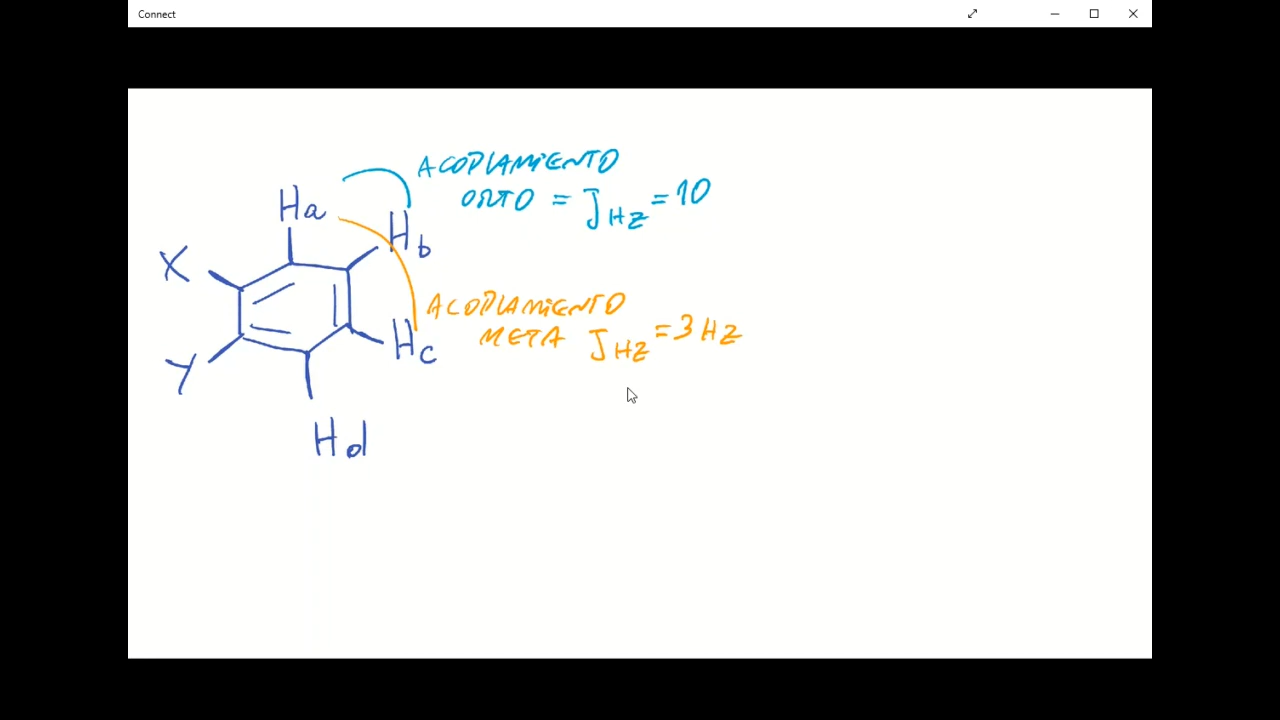 Connect
ACOPLAMIENTO
ORTO = J Hz = 10
Ha
Hb
X
ACOPLAMIENTO
META J Hz = 3 Hz
Hc
Y
Hd